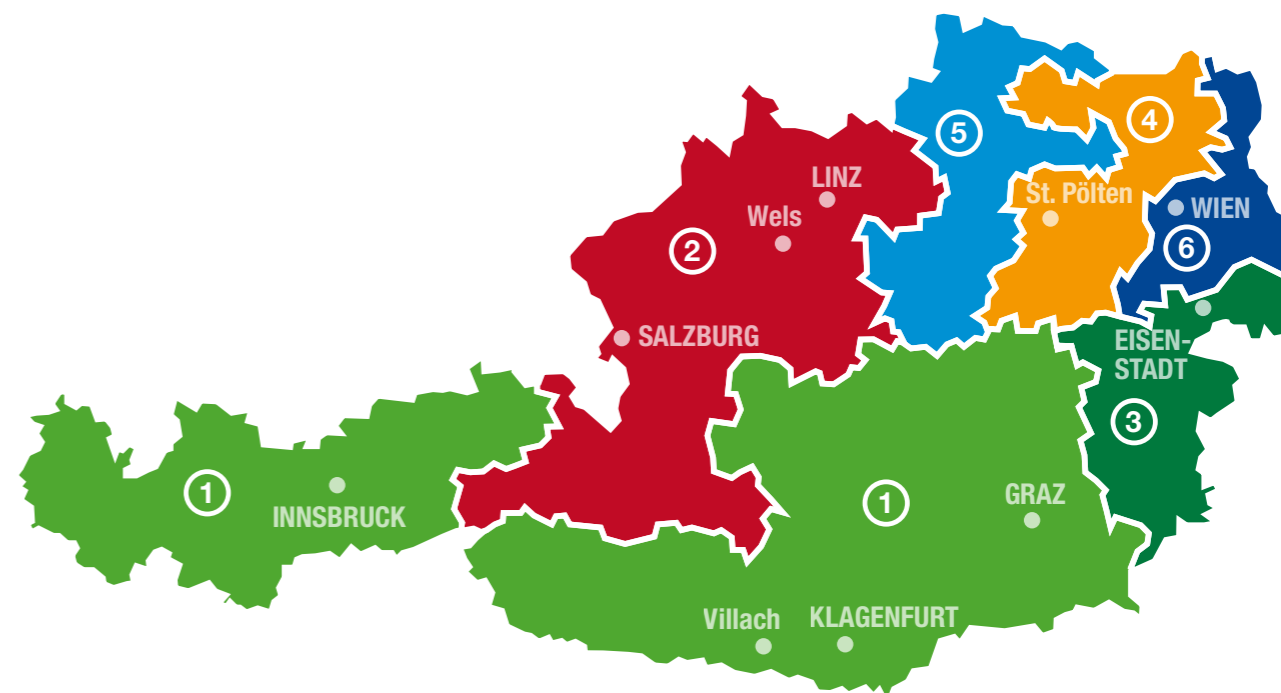 5
4
LINZ
St. Pölten
Wels
WIEN
2
6
SALZBURG
EISEN-
STADT
3
1
INNSBRUCK
1
GRAZ
Villach
KLAGENFURT